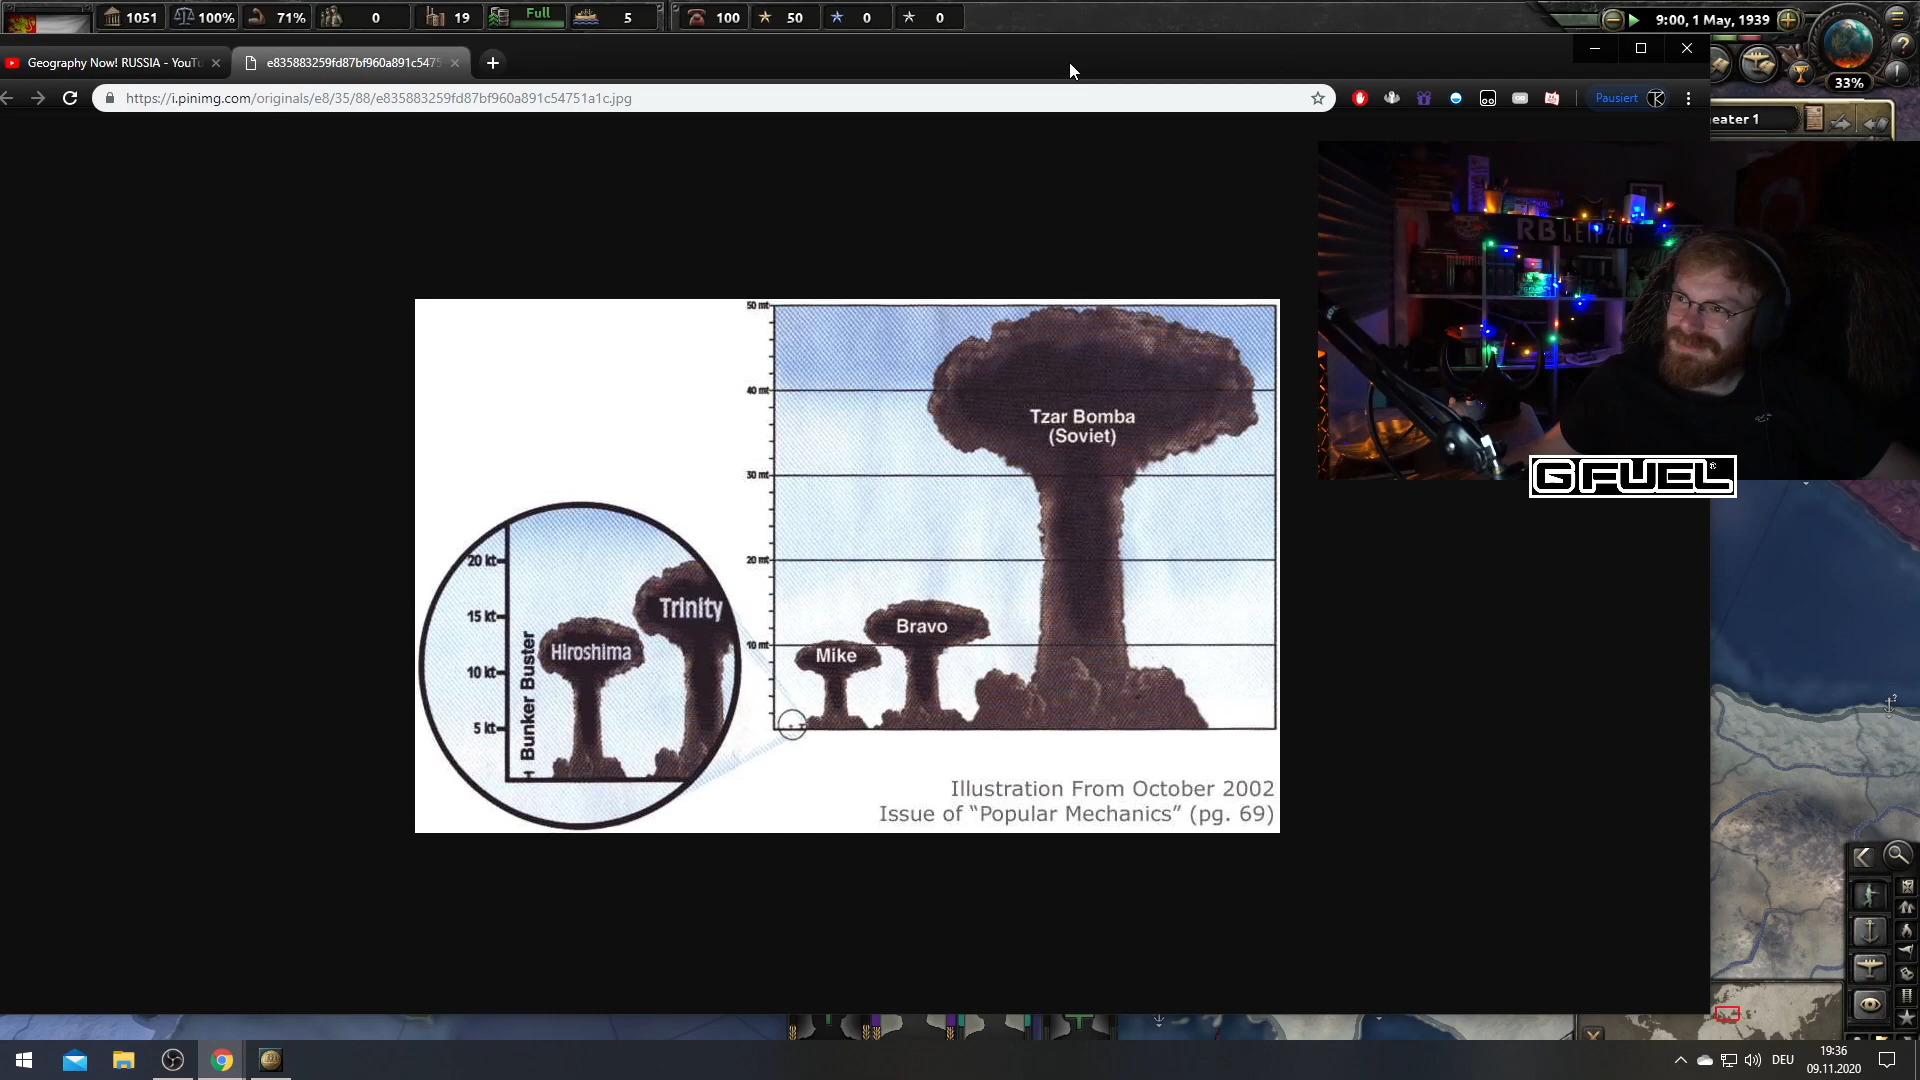 1051
100%
71%
0
19
Full
5
100
50
0
0
9:00, 1 May, 1939
33%
Geography Now! RUSSIA - YouTu
e835883259fd87bf960a891c5475
https://i.pinimg.com/originals/e8/35/88/e835883259fd87bf960a891c54751a1c.jpg
Pausiert
eater 1
RB LEIPZIG
GFUEL®
50 mt
40 mt
30 mt
20 mt
10 mt
Tzar Bomba
(Soviet)
Bravo
Mike
20 kt
15 kt
10 kt
5 kt
Bunker Buster
Hiroshima
Trinity
Illustration From October 2002
Issue of “Popular Mechanics” (pg. 69)
DEU
19:36
09.11.2020